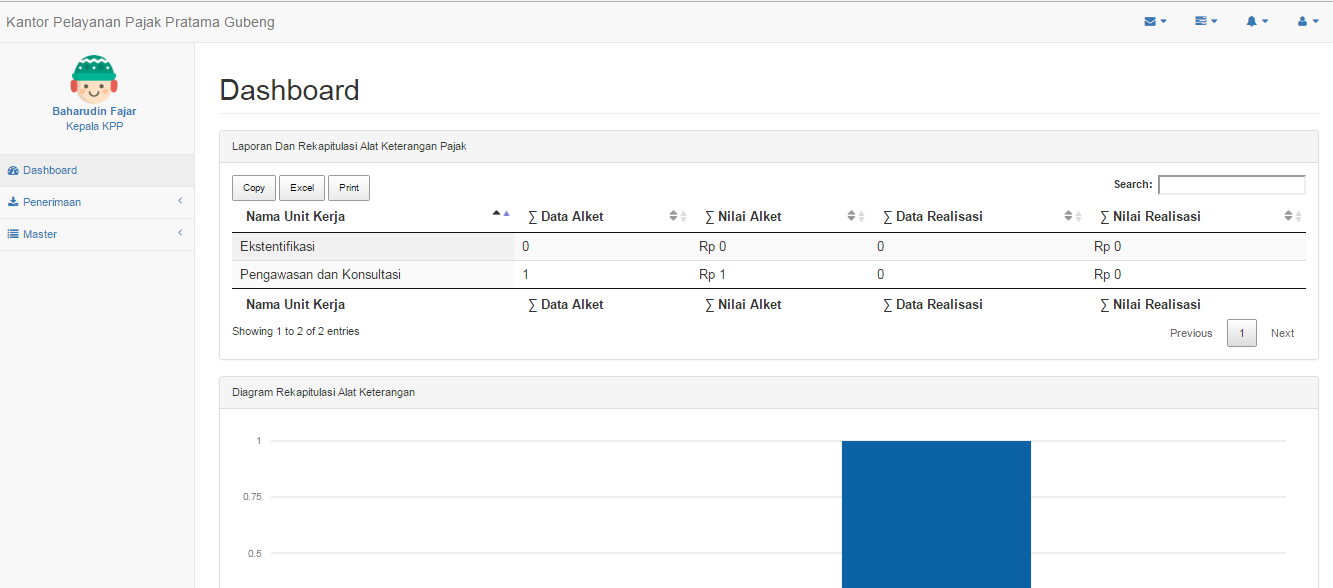 Kantor Pelayanan Pajak Pratama Gubeng
Baharudin Fajar
Kepala KPP
Dashboard
Penerimaan
Master
Dashboard
Laporan Dan Rekapitulasi Alat Keterangan Pajak
Copy Excel Print Search:
Nama Unit Kerja ∑ Data Alket ∑ Nilai Alket ∑ Data Realisasi ∑ Nilai Realisasi
Ekstentifikasi 0 Rp 0 0 Rp 0
Pengawasan dan Konsultasi 1 Rp 1 0 Rp 0
Nama Unit Kerja ∑ Data Alket ∑ Nilai Alket ∑ Data Realisasi ∑ Nilai Realisasi
Showing 1 to 2 of 2 entries Previous 1 Next
Diagram Rekapitulasi Alat Keterangan
1
0.75
0.5